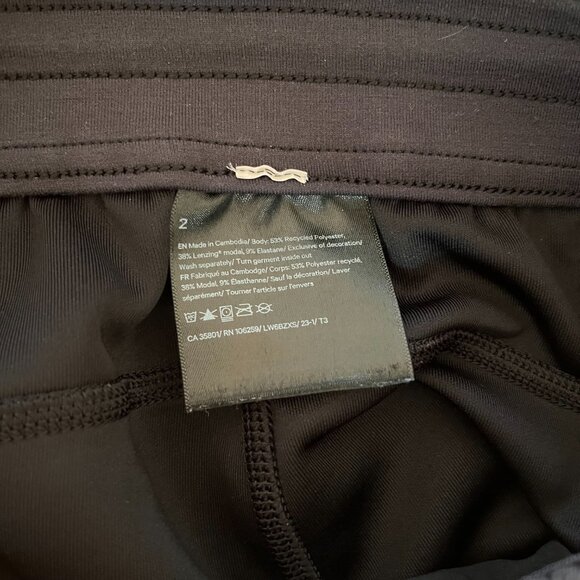 2
EN Made in Cambodia/ Body: 53% Recycled Polyester,
38% Lenzing® modal, 9% Elastane/ Exclusive of decoration/
Wash separately/ Turn garment inside out
FR Fabriqué au Cambodge/ Corps: 53% Polyester recyclé,
38% Modal, 9% Élasthanne/ Sauf la décoration/ Laver
séparément/ Tourner l'article sur l'envers
CA 35801/ RN 106259/ LW6BZXS/ 23-1/ T3